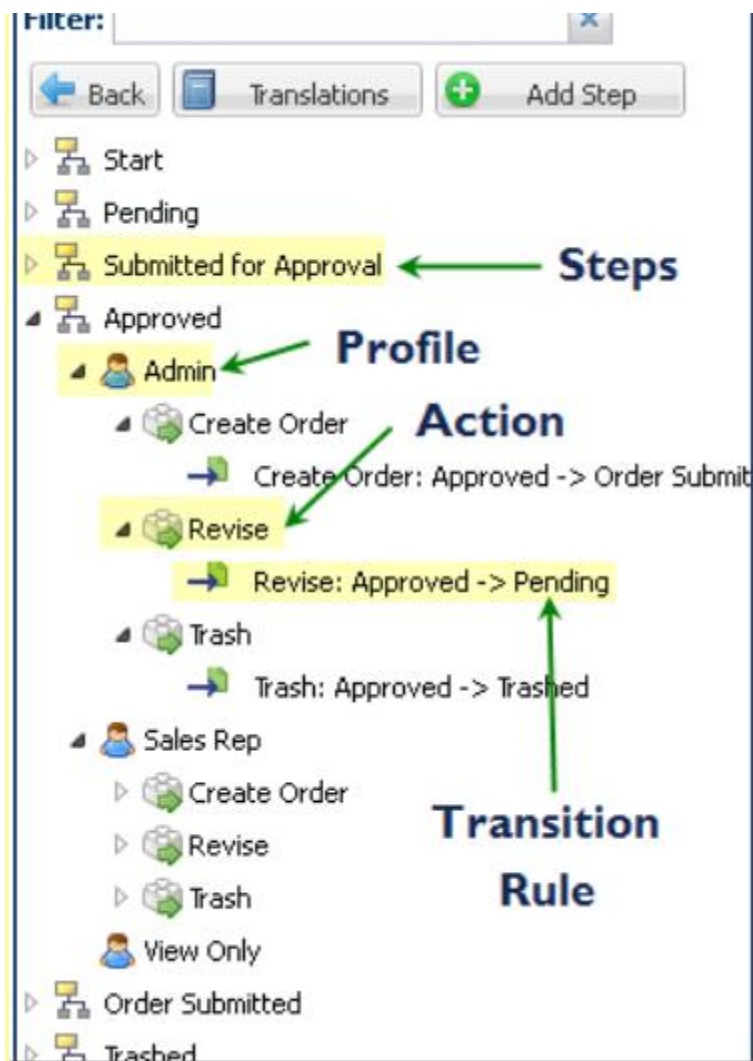 Filter:
Back Translations Add Step
Start
Pending
Submitted for Approval Steps
Approved
Profile
Admin
Action
Create Order
Create Order: Approved -> Order Submit
Revise
Revise: Approved -> Pending
Trash
Trash: Approved -> Trashed
Sales Rep
Create Order
Transition
Revise
Rule
Trash
View Only
Order Submitted
Trashed